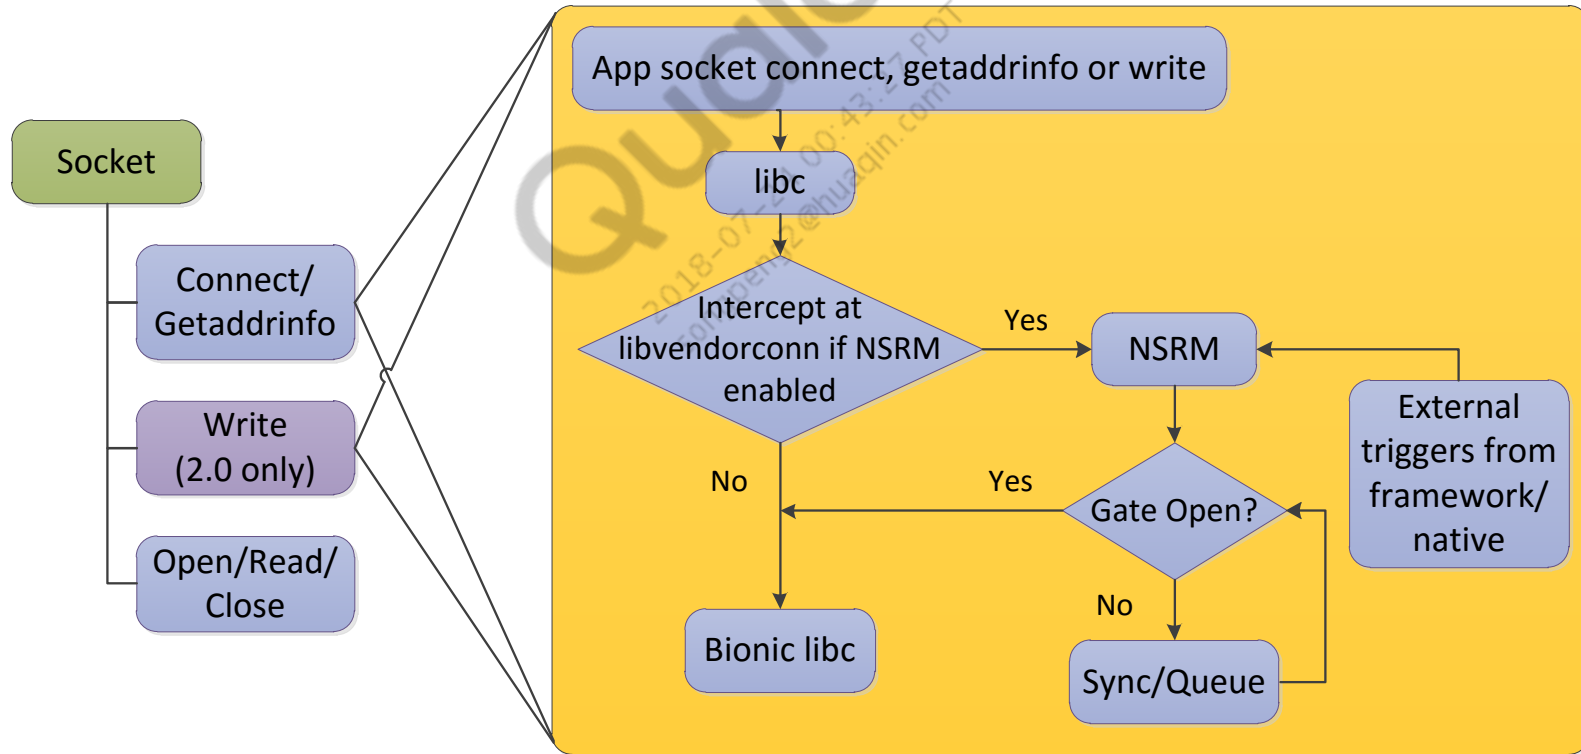 Socket
Connect/
Getaddrinfo
Write
(2.0 only)
Open/Read/
Close
App socket connect, getaddrinfo or write
libc
Intercept at
libvendorconn if NSRM
enabled
Yes
NSRM
External
triggers from
framework/
native
No
Yes
Gate Open?
No
Bionic libc
Sync/Queue